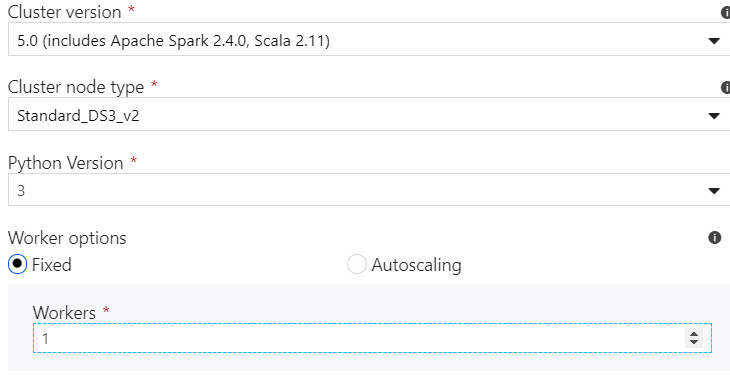 Cluster version *
5.0 (includes Apache Spark 2.4.0, Scala 2.11)
Cluster node type *
Standard_DS3_v2
Python Version *
3
Worker options
Fixed
Autoscaling
Workers *
1